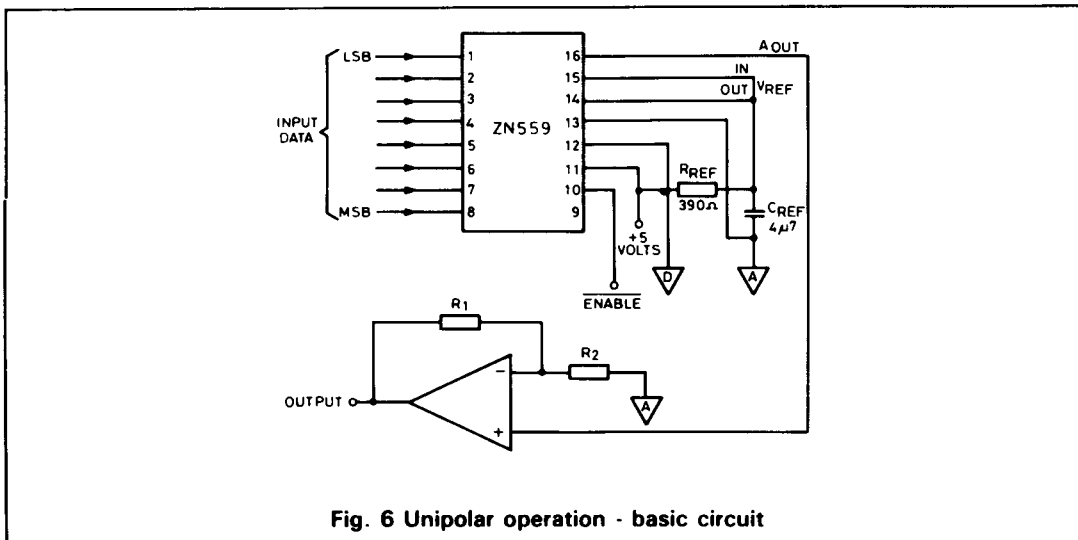 LSB
1
2
3
4
5
6
7
8
MSB
INPUT
DATA
ZN559
16
15
14
13
12
11
10
9
A OUT
IN
VREF
OUT
RREF
390Ω
CREF
4µ7
+5
VOLTS
D
A
ENABLE
R1
R2
A
OUTPUT
−
+
Fig. 6 Unipolar operation - basic circuit